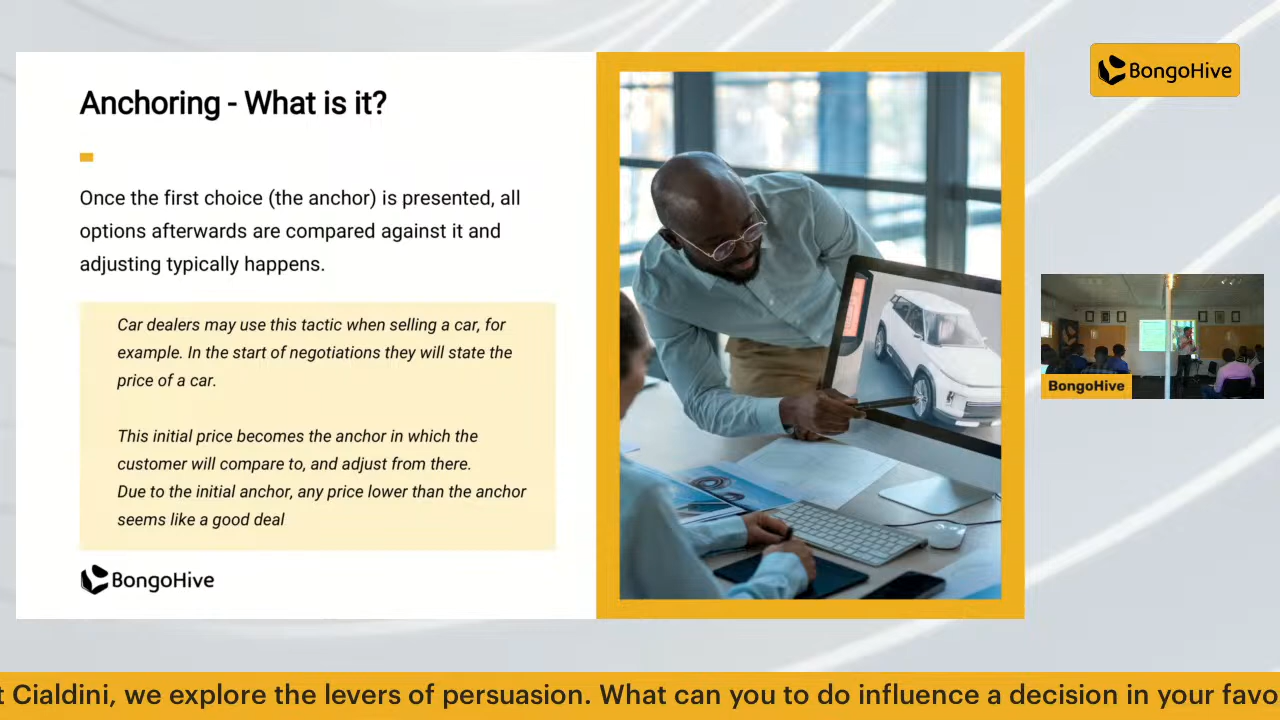 Anchoring - What is it?
Once the first choice (the anchor) is presented, all
options afterwards are compared against it and
adjusting typically happens.
Car dealers may use this tactic when selling a car, for
example. In the start of negotiations they will state the
price of a car.
This initial price becomes the anchor in which the
customer will compare to, and adjust from there.
Due to the initial anchor, any price lower than the anchor
seems like a good deal
BongoHive
BongoHive
BongoHive
t Cialdini, we explore the levers of persuasion. What can you to do influence a decision in your favo